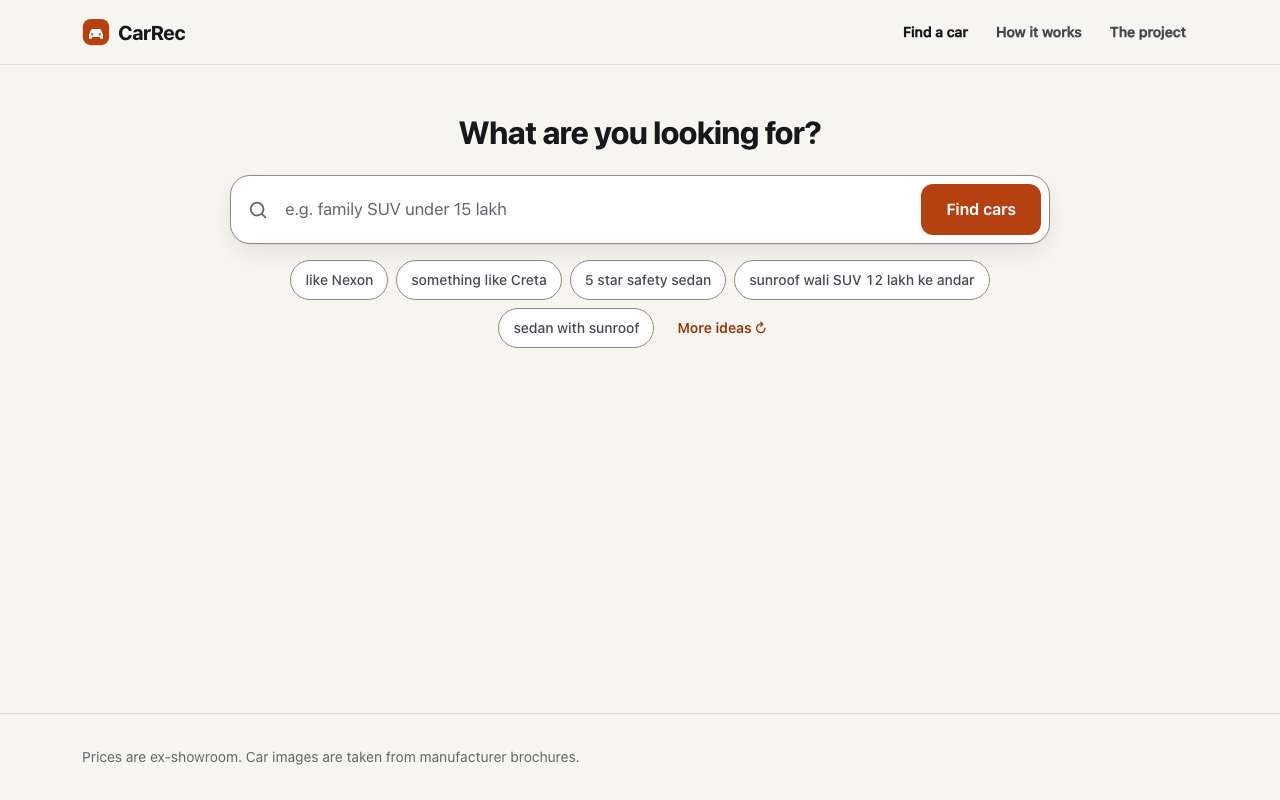 CarRec
Find a car
How it works
The project
What are you looking for?
e.g. family SUV under 15 lakh
Find cars
like Nexon
something like Creta
5 star safety sedan
sunroof wali SUV 12 lakh ke andar
sedan with sunroof
More ideas ↻
Prices are ex-showroom. Car images are taken from manufacturer brochures.